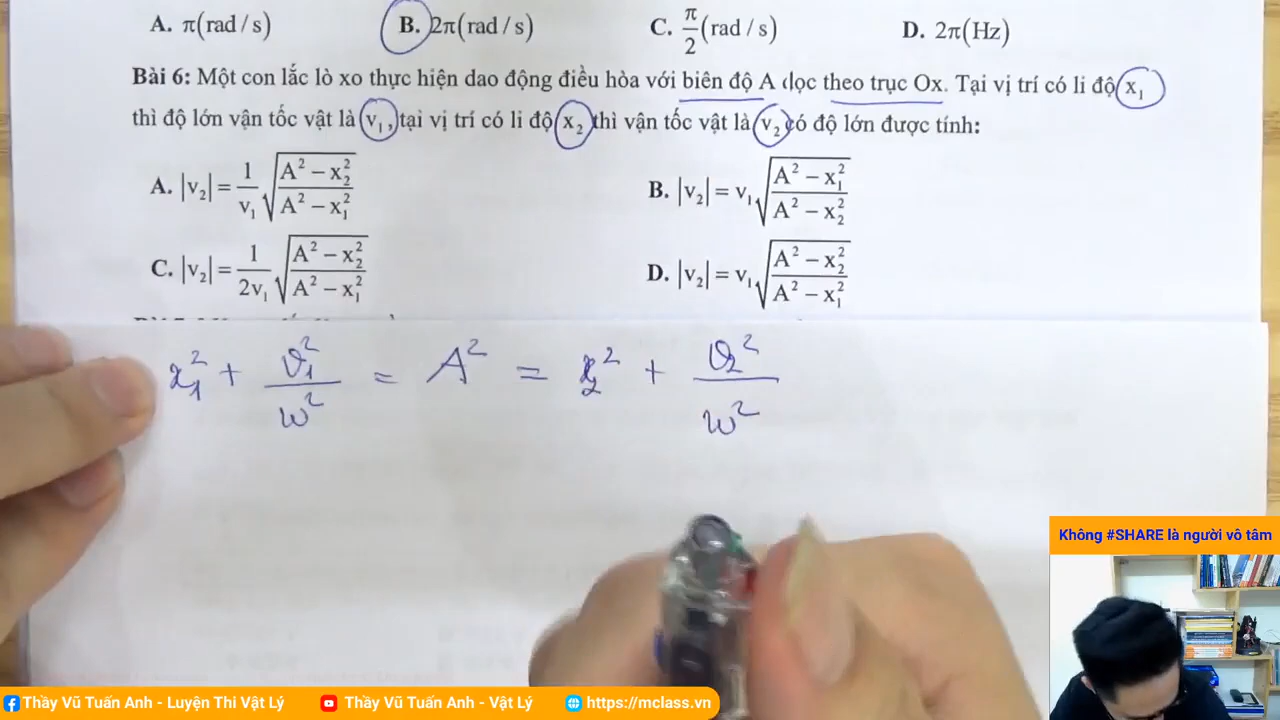 A. π(rad / s) B. 2π(rad / s) C. π/2 (rad / s) D. 2π(Hz)
Bài 6: Một con lắc lò xo thực hiện dao động điều hòa với biên độ A dọc theo trục Ox. Tại vị trí có li độ x₁
thì độ lớn vận tốc vật là v₁, tại vị trí có li độ x₂ thì vận tốc vật là v₂ có độ lớn được tính:
A. |v₂| = 1/v₁ √((A² − x₂²)/(A² − x₁²)) B. |v₂| = v₁ √((A² − x₁²)/(A² − x₂²))
C. |v₂| = 1/(2v₁) √((A² − x₂²)/(A² − x₁²)) D. |v₂| = v₁ √((A² − x₂²)/(A² − x₁²))
x₁² + v₁²/w² = A² = x₂² + v₂²/w²
Không #SHARE là người vô tâm
Thầy Vũ Tuấn Anh - Luyện Thi Vật Lý Thầy Vũ Tuấn Anh - Vật Lý https://mclass.vn